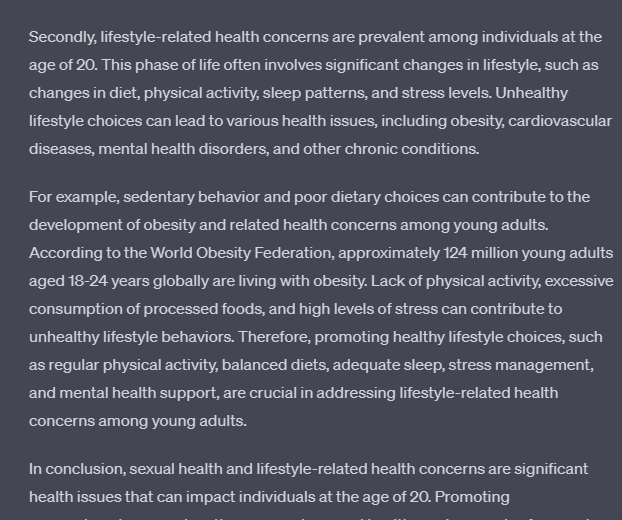 Secondly, lifestyle-related health concerns are prevalent among individuals at the
age of 20. This phase of life often involves significant changes in lifestyle, such as
changes in diet, physical activity, sleep patterns, and stress levels. Unhealthy
lifestyle choices can lead to various health issues, including obesity, cardiovascular
diseases, mental health disorders, and other chronic conditions.
For example, sedentary behavior and poor dietary choices can contribute to the
development of obesity and related health concerns among young adults.
According to the World Obesity Federation, approximately 124 million young adults
aged 18-24 years globally are living with obesity. Lack of physical activity, excessive
consumption of processed foods, and high levels of stress can contribute to
unhealthy lifestyle behaviors. Therefore, promoting healthy lifestyle choices, such
as regular physical activity, balanced diets, adequate sleep, stress management,
and mental health support, are crucial in addressing lifestyle-related health
concerns among young adults.
In conclusion, sexual health and lifestyle-related health concerns are significant
health issues that can impact individuals at the age of 20. Promoting